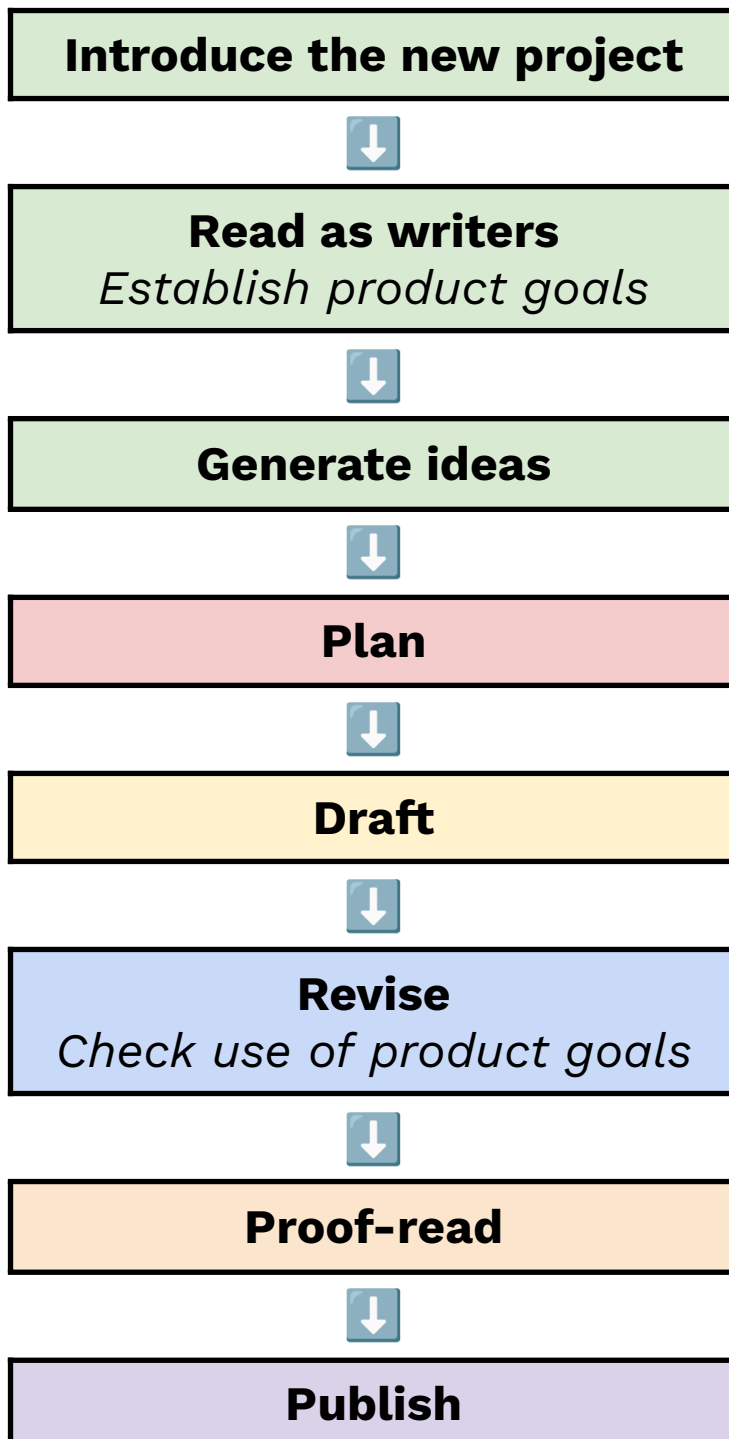 Introduce the new project
Read as writers
Establish product goals
Generate ideas
Plan
Draft
Revise
Check use of product goals
Proof-read
Publish